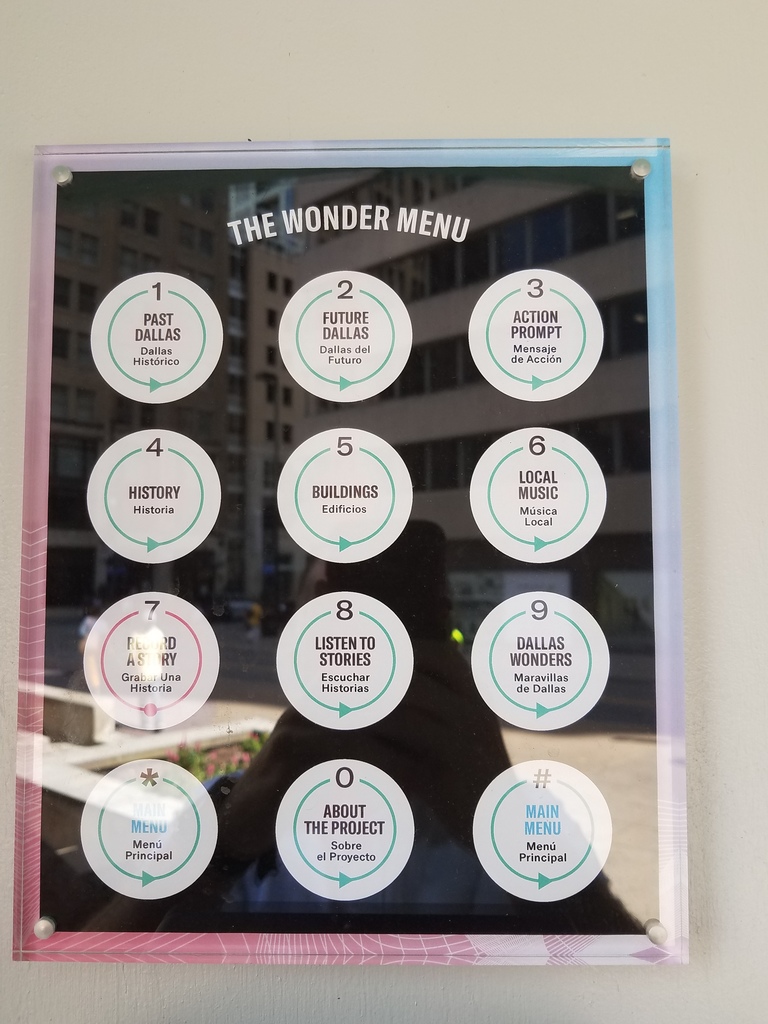 THE WONDER MENU
1
PAST
DALLAS
Dallas
Histórico
2
FUTURE
DALLAS
Dallas del
Futuro
3
ACTION
PROMPT
Mensaje
de Acción
4
HISTORY
Historia
5
BUILDINGS
Edificios
6
LOCAL
MUSIC
Música
Local
7
RECORD
A STORY
Grabar Una
Historia
8
LISTEN TO
STORIES
Escuchar
Historias
9
DALLAS
WONDERS
Maravillas
de Dallas
*
MAIN
MENU
Menú
Principal
0
ABOUT
THE PROJECT
Sobre
el Proyecto
#
MAIN
MENU
Menú
Principal